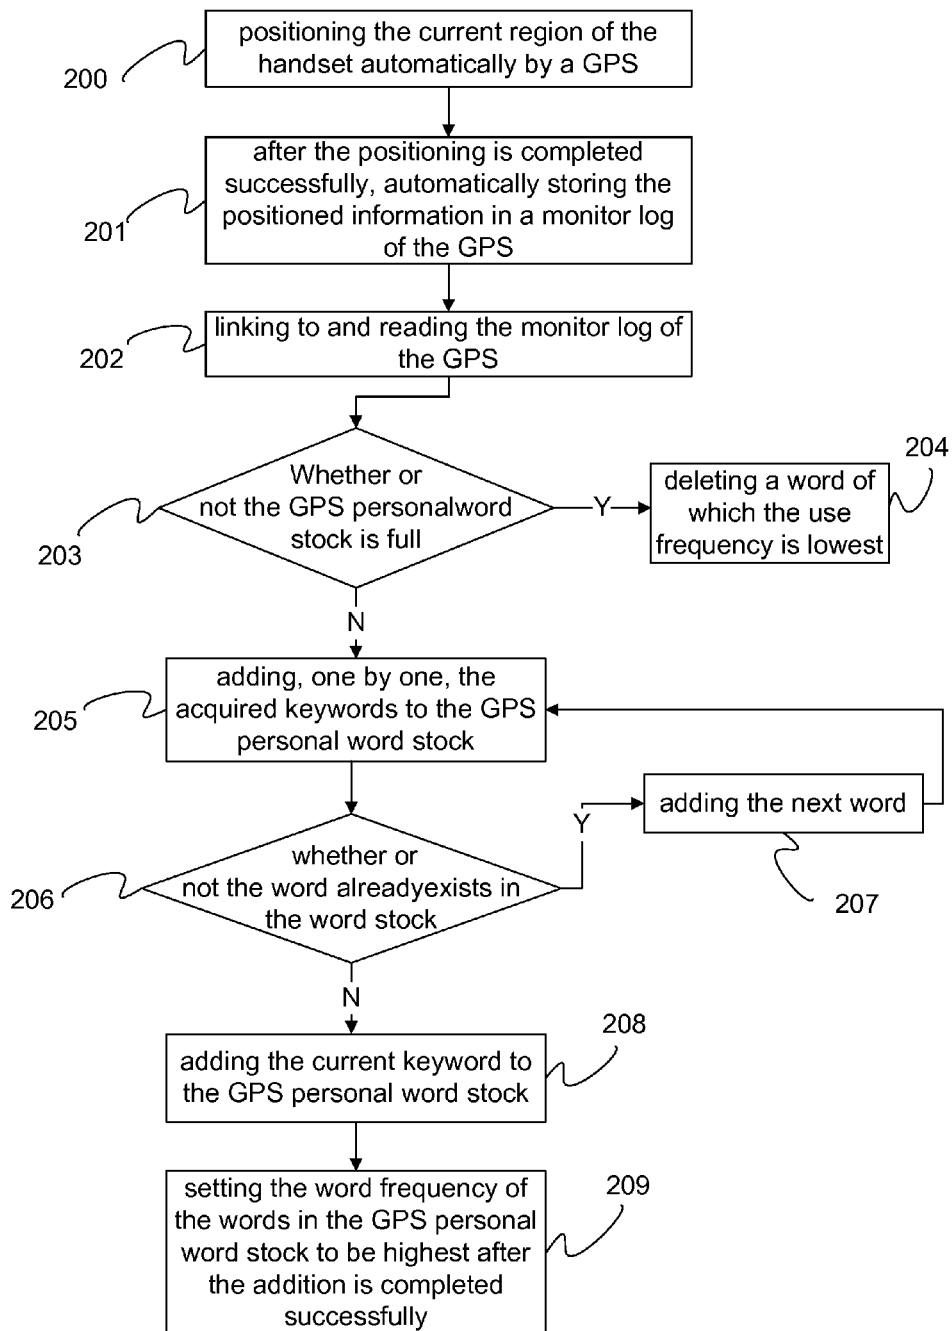 positioning the current region of the
handset automatically by a GPS
200
after the positioning is completed
successfully, automatically storing the
positioned information in a monitor log
of the GPS
201
linking to and reading the monitor log of
the GPS
202
Whether or
not the GPS personalword
stock is full
203
Y
deleting a word of
which the use
frequency is lowest
204
N
adding, one by one, the
acquired keywords to the GPS
personal word stock
205
whether or
not the word alreadyexists in
the word stock
206
Y
adding the next word
207
N
adding the current keyword to
the GPS personal word stock
208
setting the word frequency of
the words in the GPS personal
word stock to be highest after
the addition is completed
successfully
209